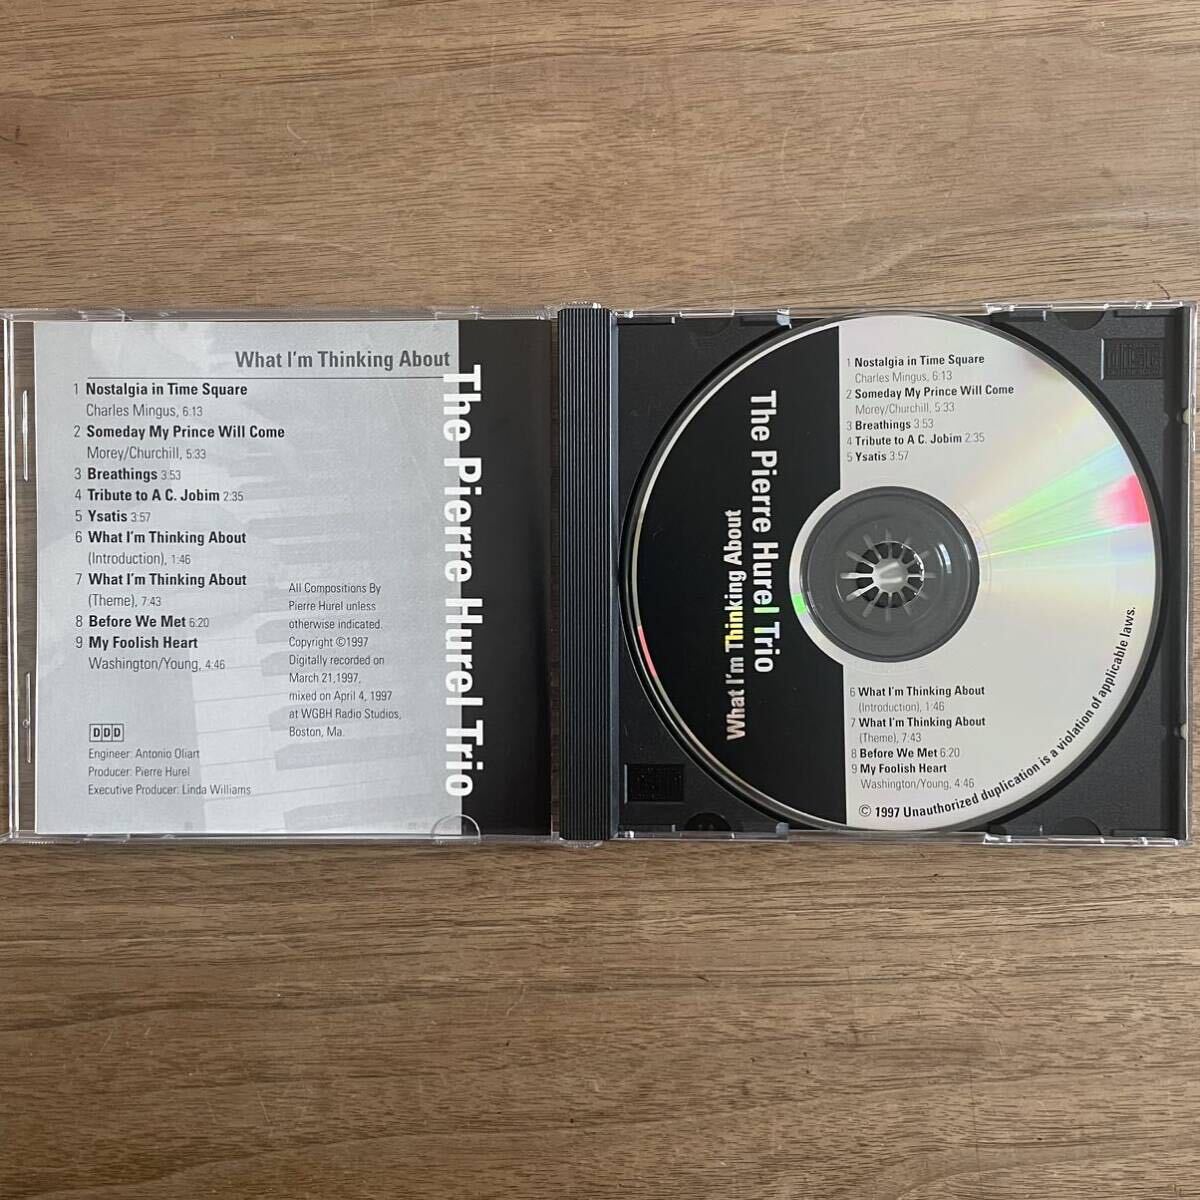 What I'm Thinking About
1 Nostalgia in Time Square
Charles Mingus, 6:13
2 Someday My Prince Will Come
Morey/Churchill, 5:33
3 Breathings 3:53
4 Tribute to A C. Jobim 2:35
5 Ysatis 3:57
6 What I'm Thinking About
(Introduction), 1:46
7 What I'm Thinking About
(Theme), 7:43
8 Before We Met 6:20
9 My Foolish Heart
Washington/Young, 4:46
All Compositions By
Pierre Hurel unless
otherwise indicated.
Copyright ©1997
Digitally recorded on
March 21,1997,
mixed on April 4, 1997
at WGBH Radio Studios,
Boston, Ma.
DDD
Engineer: Antonio Oliart
Producer: Pierre Hurel
Executive Producer: Linda Williams
The Pierre Hurel Trio
The Pierre Hurel Trio
What I'm Thinking About
1 Nostalgia in Time Square
Charles Mingus, 6:13
2 Someday My Prince Will Come
Morey/Churchill, 5:33
3 Breathings 3:53
4 Tribute to A C. Jobim 2:35
5 Ysatis 3:57
6 What I'm Thinking About
(Introduction), 1:46
7 What I'm Thinking About
(Theme), 7:43
8 Before We Met 6:20
9 My Foolish Heart
Washington/Young, 4:46
© 1997 Unauthorized duplication is a violation of applicable laws.